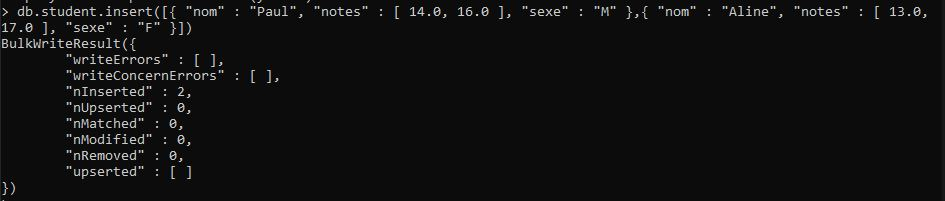 > db.student.insert([{ "nom" : "Paul", "notes" : [ 14.0, 16.0 ], "sexe" : "M" },{ "nom" : "Aline", "notes" : [ 13.0,
17.0 ], "sexe" : "F" }])
BulkWriteResult({
        "writeErrors" : [ ],
        "writeConcernErrors" : [ ],
        "nInserted" : 2,
        "nUpserted" : 0,
        "nMatched" : 0,
        "nModified" : 0,
        "nRemoved" : 0,
        "upserted" : [ ]
})